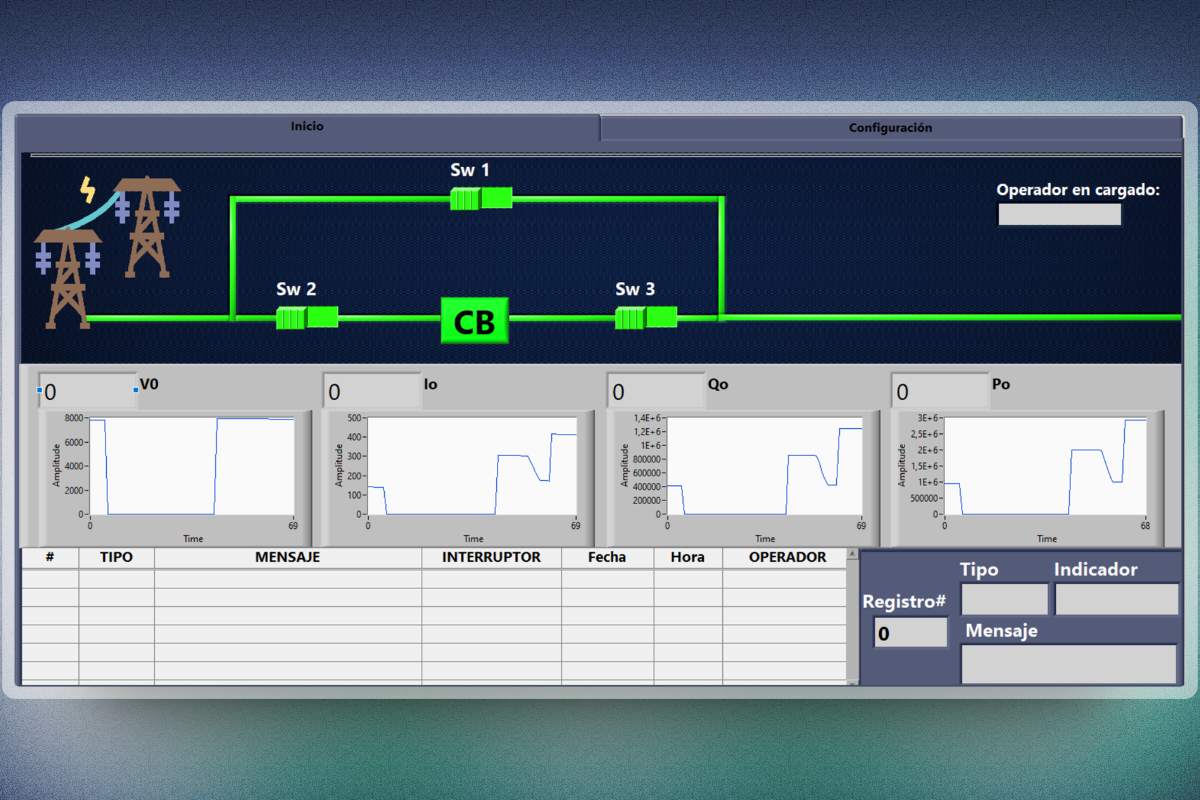 Inicio
Configuración
Sw 1
Operador en cargado:
Sw 2
Sw 3
CB
0
V0
0
Io
0
Qo
0
Po
8000
6000
4000
2000
0
Amplitude
0
69
Time
500
400
300
200
100
0
Amplitude
0
69
Time
1,4E+6
1,2E+6
1E+6
800000
600000
400000
200000
0
Amplitude
0
69
Time
3E+6
2,5E+6
2E+6
1,5E+6
1E+6
500000
0
Amplitude
0
68
Time
# TIPO MENSAJE INTERRUPTOR Fecha Hora OPERADOR
Tipo
Indicador
Registro#
0
Mensaje